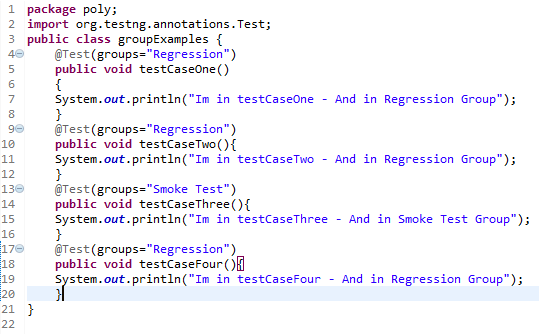 1 package poly;
2 import org.testng.annotations.Test;
3 public class groupExamples {
4 @Test(groups="Regression")
5 public void testCaseOne()
6 {
7 System.out.println("Im in testCaseOne - And in Regression Group");
8 }
9 @Test(groups="Regression")
10 public void testCaseTwo(){
11 System.out.println("Im in testCaseTwo - And in Regression Group");
12 }
13 @Test(groups="Smoke Test")
14 public void testCaseThree(){
15 System.out.println("Im in testCaseThree - And in Smoke Test Group");
16 }
17 @Test(groups="Regression")
18 public void testCaseFour(){
19 System.out.println("Im in testCaseFour - And in Regression Group");
20 }
21 }
22